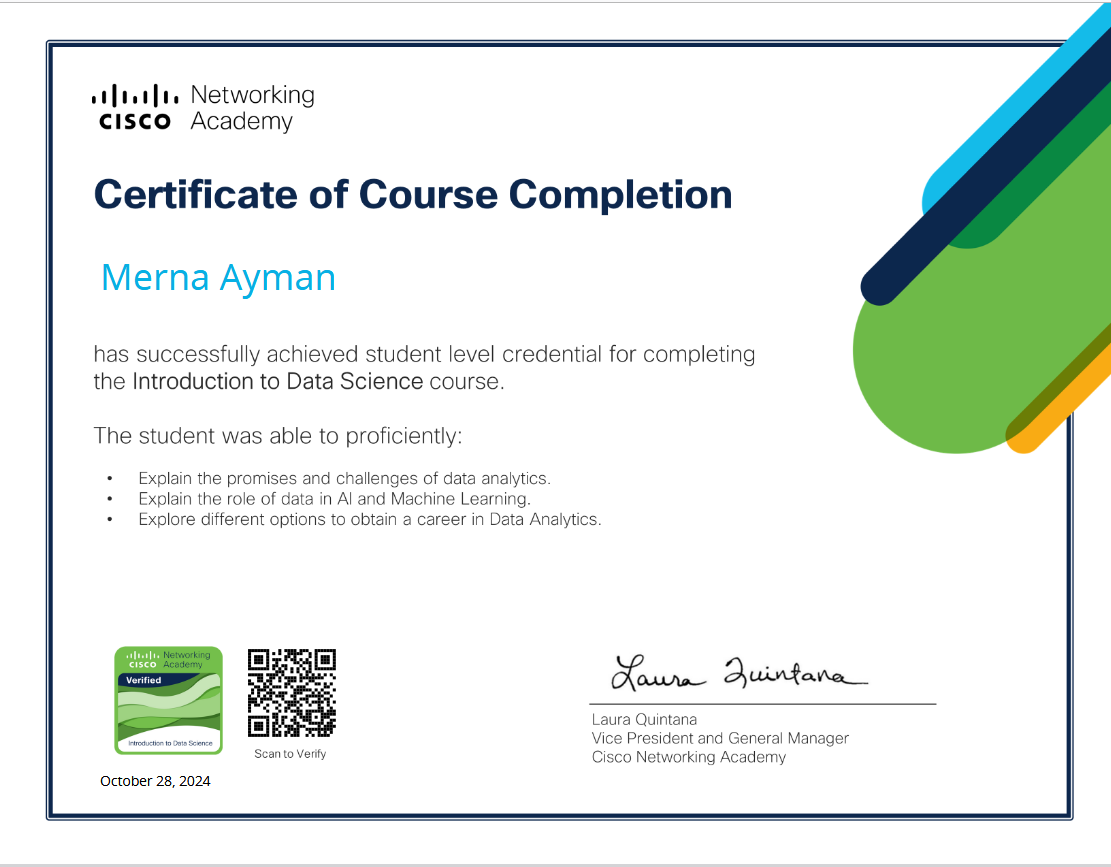 Networking
CISCO Academy
Certificate of Course Completion
Merna Ayman
has successfully achieved student level credential for completing
the Introduction to Data Science course.
The student was able to proficiently:
• Explain the promises and challenges of data analytics.
• Explain the role of data in AI and Machine Learning.
• Explore different options to obtain a career in Data Analytics.
Networking
CISCO Academy
Verified
Introduction to Data Science
Scan to Verify
October 28, 2024
Laura Quintana
Laura Quintana
Vice President and General Manager
Cisco Networking Academy